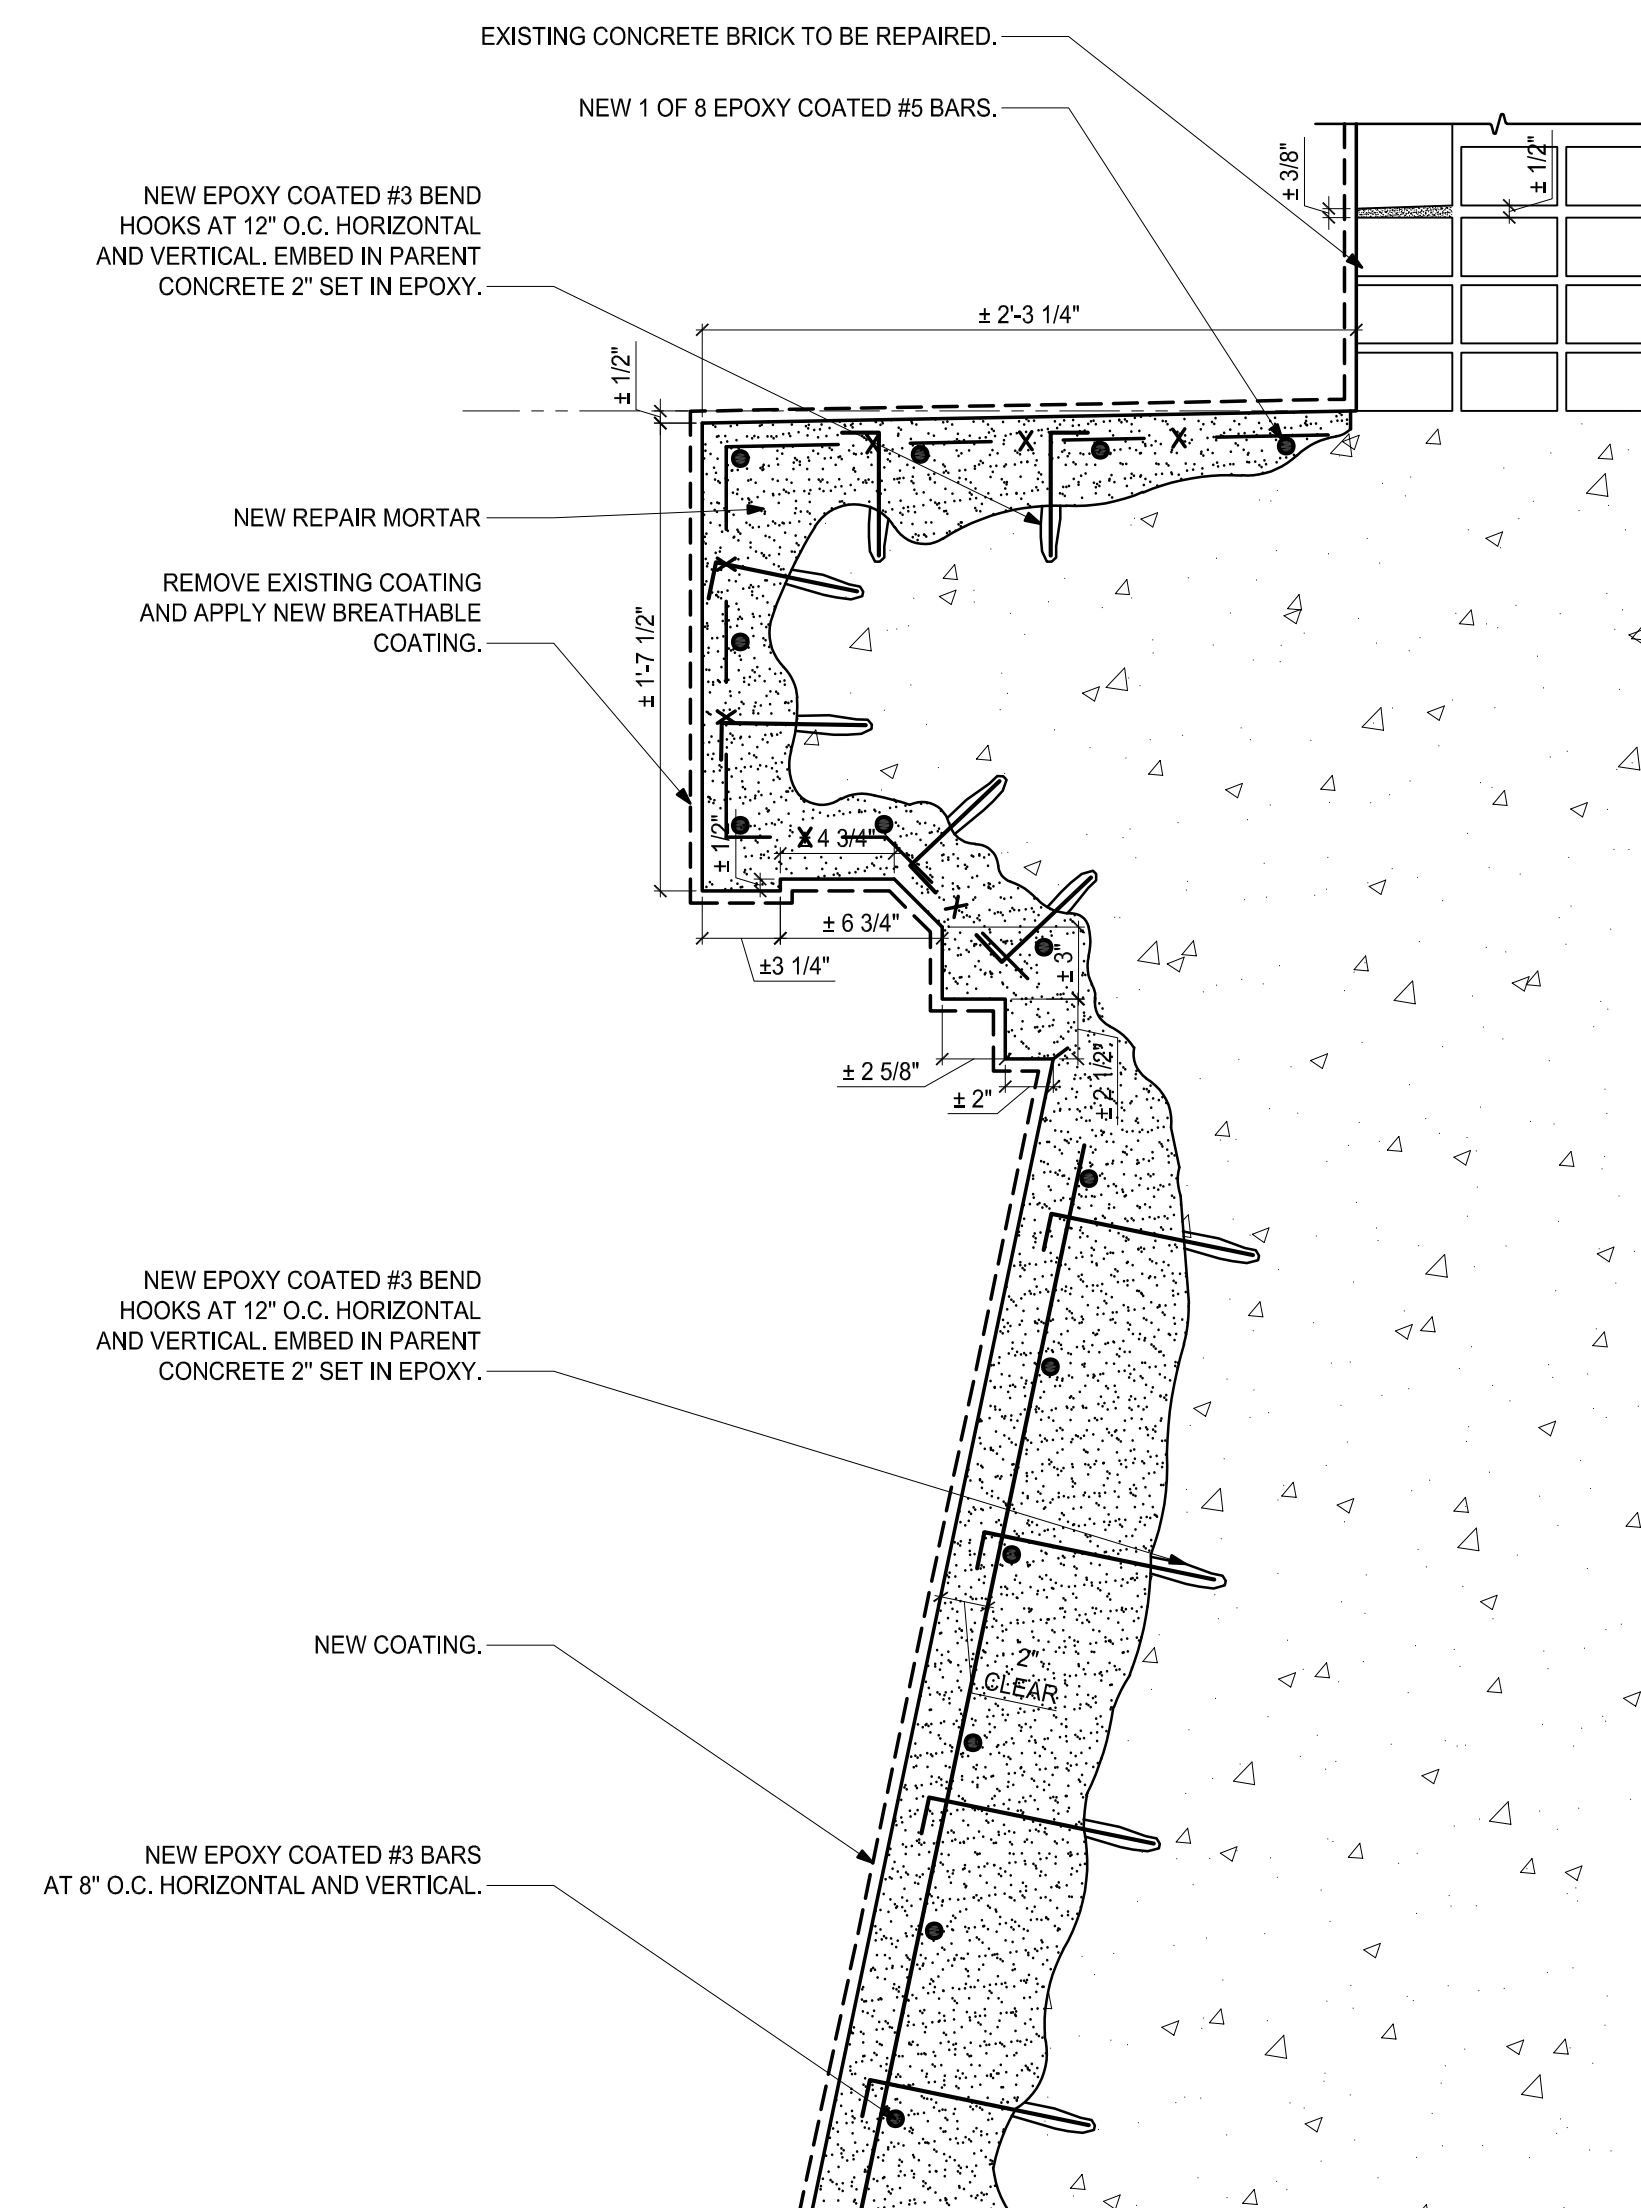 EXISTING CONCRETE BRICK TO BE REPAIRED.
NEW 1 OF 8 EPOXY COATED #5 BARS.
± 3/8"
± 1/2"
NEW EPOXY COATED #3 BEND
HOOKS AT 12" O.C. HORIZONTAL
AND VERTICAL. EMBED IN PARENT
CONCRETE 2" SET IN EPOXY.
± 2'-3 1/4"
± 1/2"
NEW REPAIR MORTAR
REMOVE EXISTING COATING
AND APPLY NEW BREATHABLE
COATING.
± 1'-7 1/2"
± 1/2"
± 4 3/4"
± 6 3/4"
±3 1/4"
± 3"
± 2 5/8"
± 2"
± 2 1/2"
NEW EPOXY COATED #3 BEND
HOOKS AT 12" O.C. HORIZONTAL
AND VERTICAL. EMBED IN PARENT
CONCRETE 2" SET IN EPOXY.
NEW COATING.
2"
CLEAR
NEW EPOXY COATED #3 BARS
AT 8" O.C. HORIZONTAL AND VERTICAL.